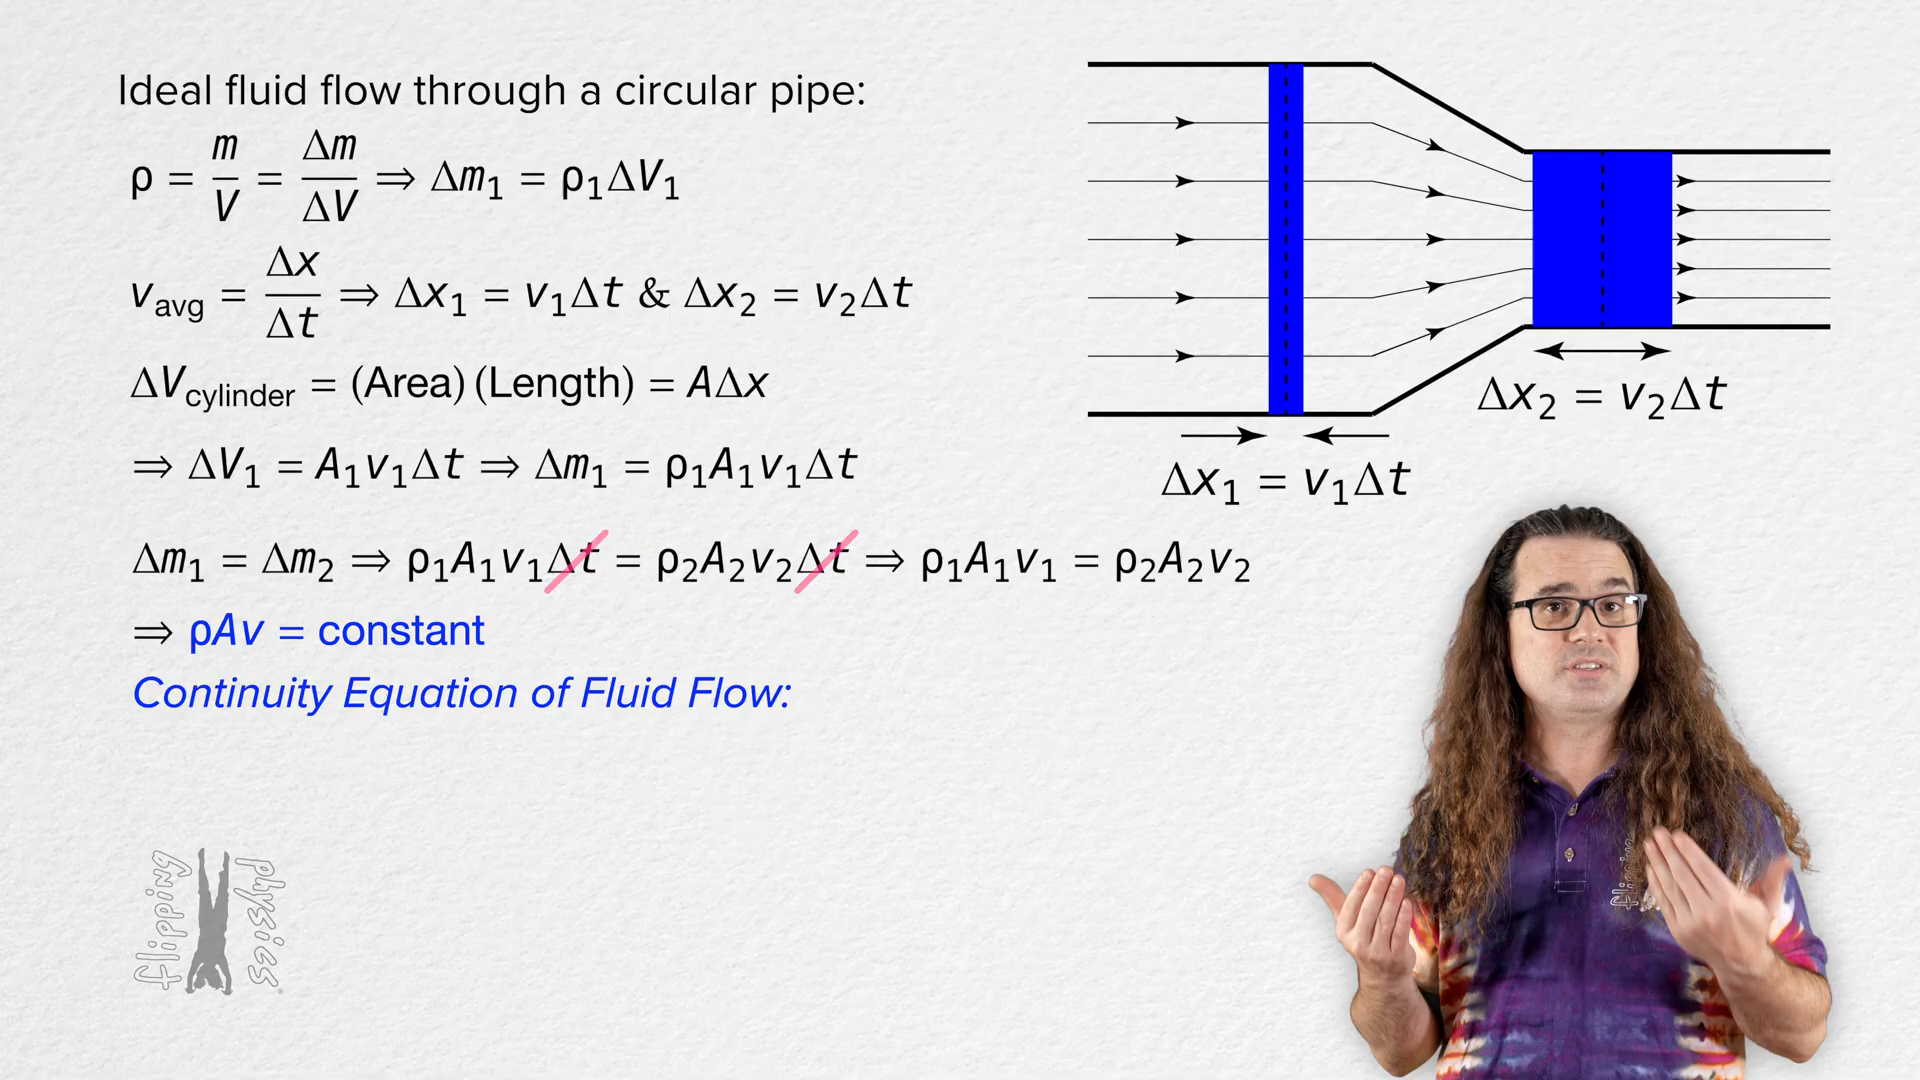 Ideal fluid flow through a circular pipe:
ρ = m/V = Δm/ΔV ⇒ Δm₁ = ρ₁ΔV₁
v_avg = Δx/Δt ⇒ Δx₁ = v₁Δt & Δx₂ = v₂Δt
ΔV_cylinder = (Area)(Length) = AΔx
⇒ ΔV₁ = A₁v₁Δt ⇒ Δm₁ = ρ₁A₁v₁Δt
Δm₁ = Δm₂ ⇒ ρ₁A₁v₁Δt = ρ₂A₂v₂Δt ⇒ ρ₁A₁v₁ = ρ₂A₂v₂
⇒ ρAv = constant
Continuity Equation of Fluid Flow:
Δx₂ = v₂Δt
Δx₁ = v₁Δt
flipping
physics
flipping